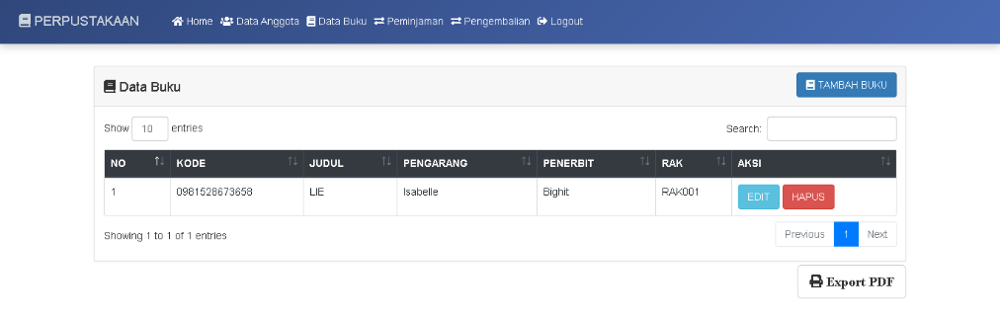 PERPUSTAKAAN Home Data Anggota Data Buku Peminjaman Pengembalian Logout
Data Buku TAMBAH BUKU
Show 10 entries Search:
NO KODE JUDUL PENGARANG PENERBIT RAK AKSI
1 0981528673658 LIE Isabelle Bighit RAK001 EDIT HAPUS
Showing 1 to 1 of 1 entries Previous 1 Next
Export PDF